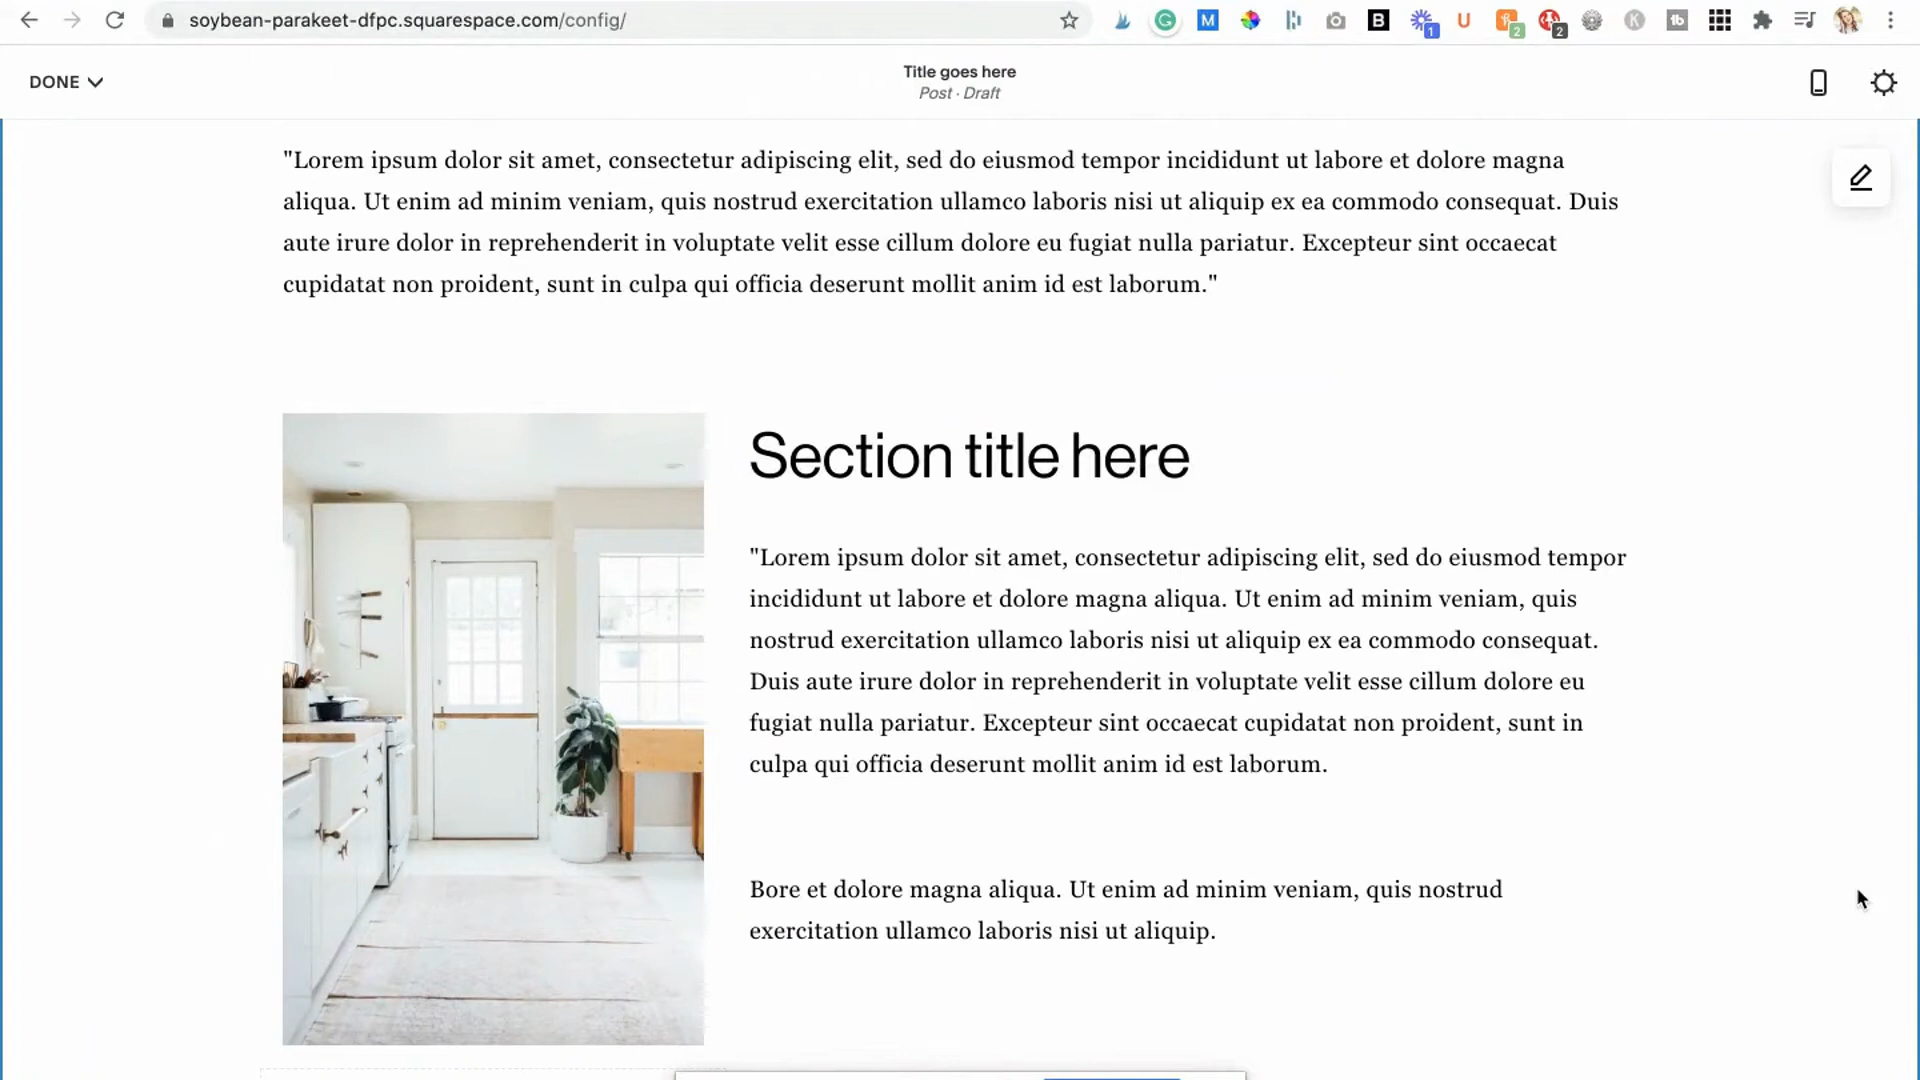 soybean-parakeet-dfpc.squarespace.com/config/
M
B
1
U
2
2
K
tb
DONE
Title goes here
Post · Draft
"Lorem ipsum dolor sit amet, consectetur adipiscing elit, sed do eiusmod tempor incididunt ut labore et dolore magna
aliqua. Ut enim ad minim veniam, quis nostrud exercitation ullamco laboris nisi ut aliquip ex ea commodo consequat. Duis
aute irure dolor in reprehenderit in voluptate velit esse cillum dolore eu fugiat nulla pariatur. Excepteur sint occaecat
cupidatat non proident, sunt in culpa qui officia deserunt mollit anim id est laborum."
Section title here
"Lorem ipsum dolor sit amet, consectetur adipiscing elit, sed do eiusmod tempor
incididunt ut labore et dolore magna aliqua. Ut enim ad minim veniam, quis
nostrud exercitation ullamco laboris nisi ut aliquip ex ea commodo consequat.
Duis aute irure dolor in reprehenderit in voluptate velit esse cillum dolore eu
fugiat nulla pariatur. Excepteur sint occaecat cupidatat non proident, sunt in
culpa qui officia deserunt mollit anim id est laborum.
Bore et dolore magna aliqua. Ut enim ad minim veniam, quis nostrud
exercitation ullamco laboris nisi ut aliquip.